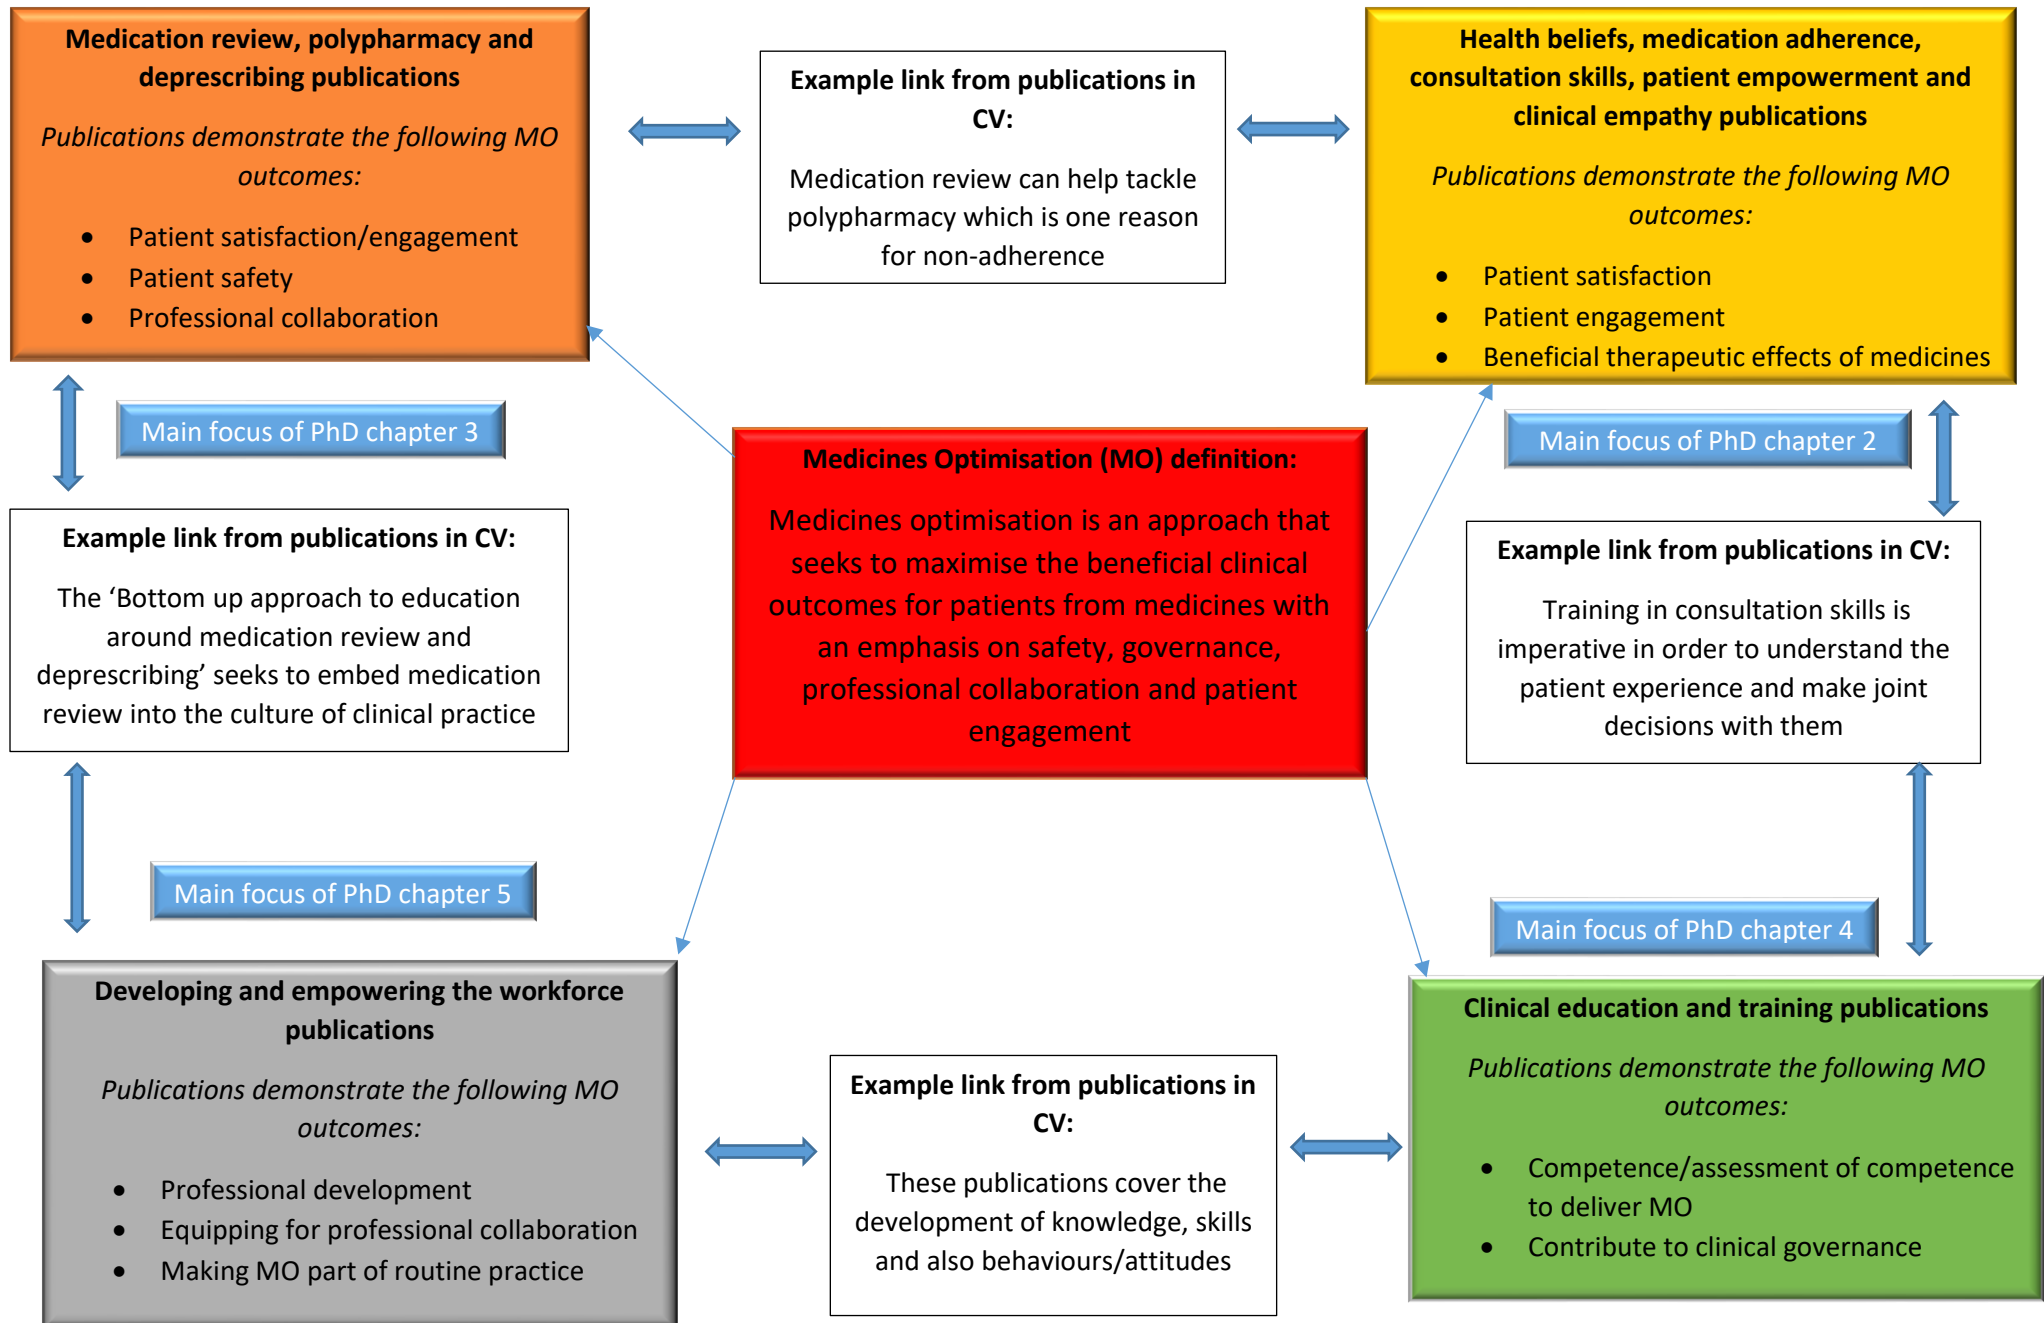 Medication review, polypharmacy and
deprescribing publications
Publications demonstrate the following MO
outcomes:
• Patient satisfaction/engagement
• Patient safety
• Professional collaboration
Example link from publications in
CV:
Medication review can help tackle
polypharmacy which is one reason
for non-adherence
Health beliefs, medication adherence,
consultation skills, patient empowerment and
clinical empathy publications
Publications demonstrate the following MO
outcomes:
• Patient satisfaction
• Patient engagement
• Beneficial therapeutic effects of medicines
Main focus of PhD chapter 3
Main focus of PhD chapter 2
Medicines Optimisation (MO) definition:
Medicines optimisation is an approach that
seeks to maximise the beneficial clinical
outcomes for patients from medicines with
an emphasis on safety, governance,
professional collaboration and patient
engagement
Example link from publications in CV:
The ‘Bottom up approach to education
around medication review and
deprescribing’ seeks to embed medication
review into the culture of clinical practice
Example link from publications in CV:
Training in consultation skills is
imperative in order to understand the
patient experience and make joint
decisions with them
Main focus of PhD chapter 5
Main focus of PhD chapter 4
Developing and empowering the workforce
publications
Publications demonstrate the following MO
outcomes:
• Professional development
• Equipping for professional collaboration
• Making MO part of routine practice
Example link from publications in
CV:
These publications cover the
development of knowledge, skills
and also behaviours/attitudes
Clinical education and training publications
Publications demonstrate the following MO
outcomes:
• Competence/assessment of competence
to deliver MO
• Contribute to clinical governance